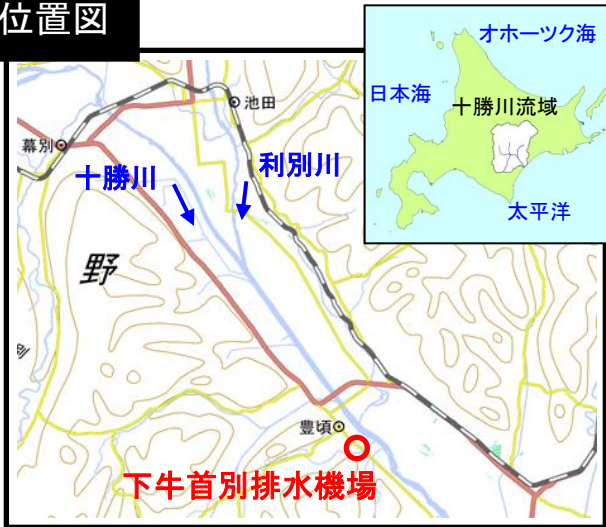 位置図
オホーツク海
日本海
十勝川流域
太平洋
池田
幕別
十勝川
利別川
野
豊頃
下牛首別排水機場